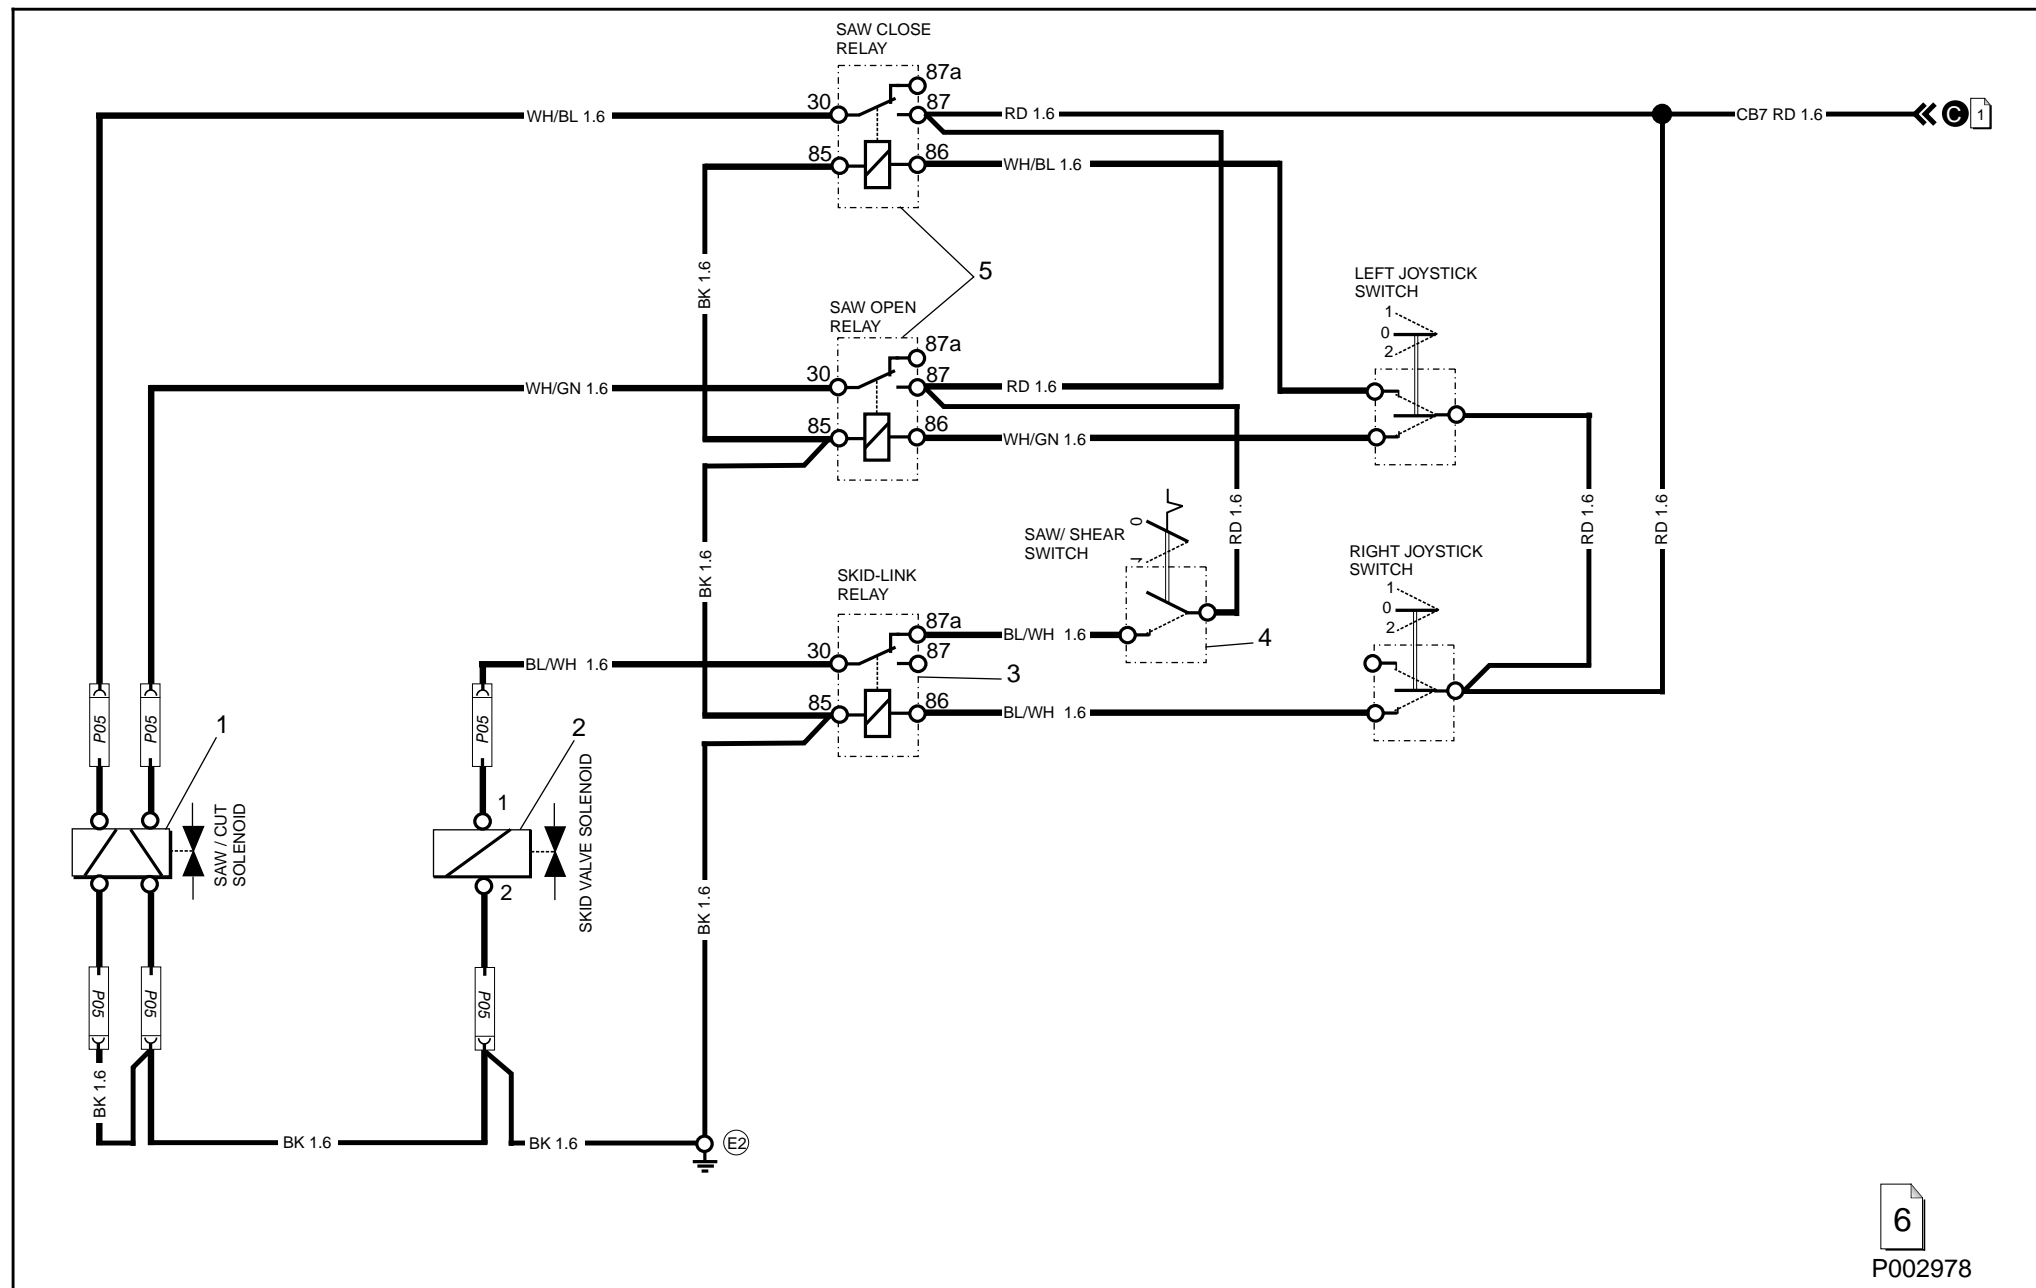 SAW CLOSE
RELAY
87a
30
87
WH/BL 1.6
RD 1.6
CB7 RD 1.6
C
1
85
86
WH/BL 1.6
BK 1.6
5
LEFT JOYSTICK
SWITCH
1
0
2
SAW OPEN
RELAY
87a
30
87
WH/GN 1.6
RD 1.6
85
86
WH/GN 1.6
BK 1.6
SAW/ SHEAR
SWITCH
0
1
RD 1.6
RD 1.6
RD 1.6
RIGHT JOYSTICK
SWITCH
1
0
2
SKID-LINK
RELAY
87a
30
87
BL/WH 1.6
BL/WH 1.6
4
3
85
86
BL/WH 1.6
P05
P05
1
P05
2
1
2
SAW / CUT
SOLENOID
SKID VALVE SOLENOID
BK 1.6
P05
P05
P05
BK 1.6
BK 1.6
BK 1.6
E2
6
P002978